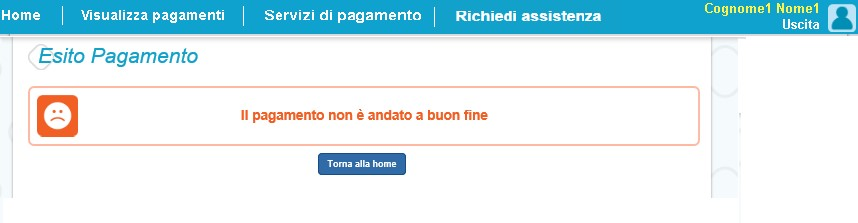 Home Visualizza pagamenti Servizi di pagamento Richiedi assistenza Cognome1 Nome1
Uscita
Esito Pagamento
Il pagamento non è andato a buon fine
Torna alla home